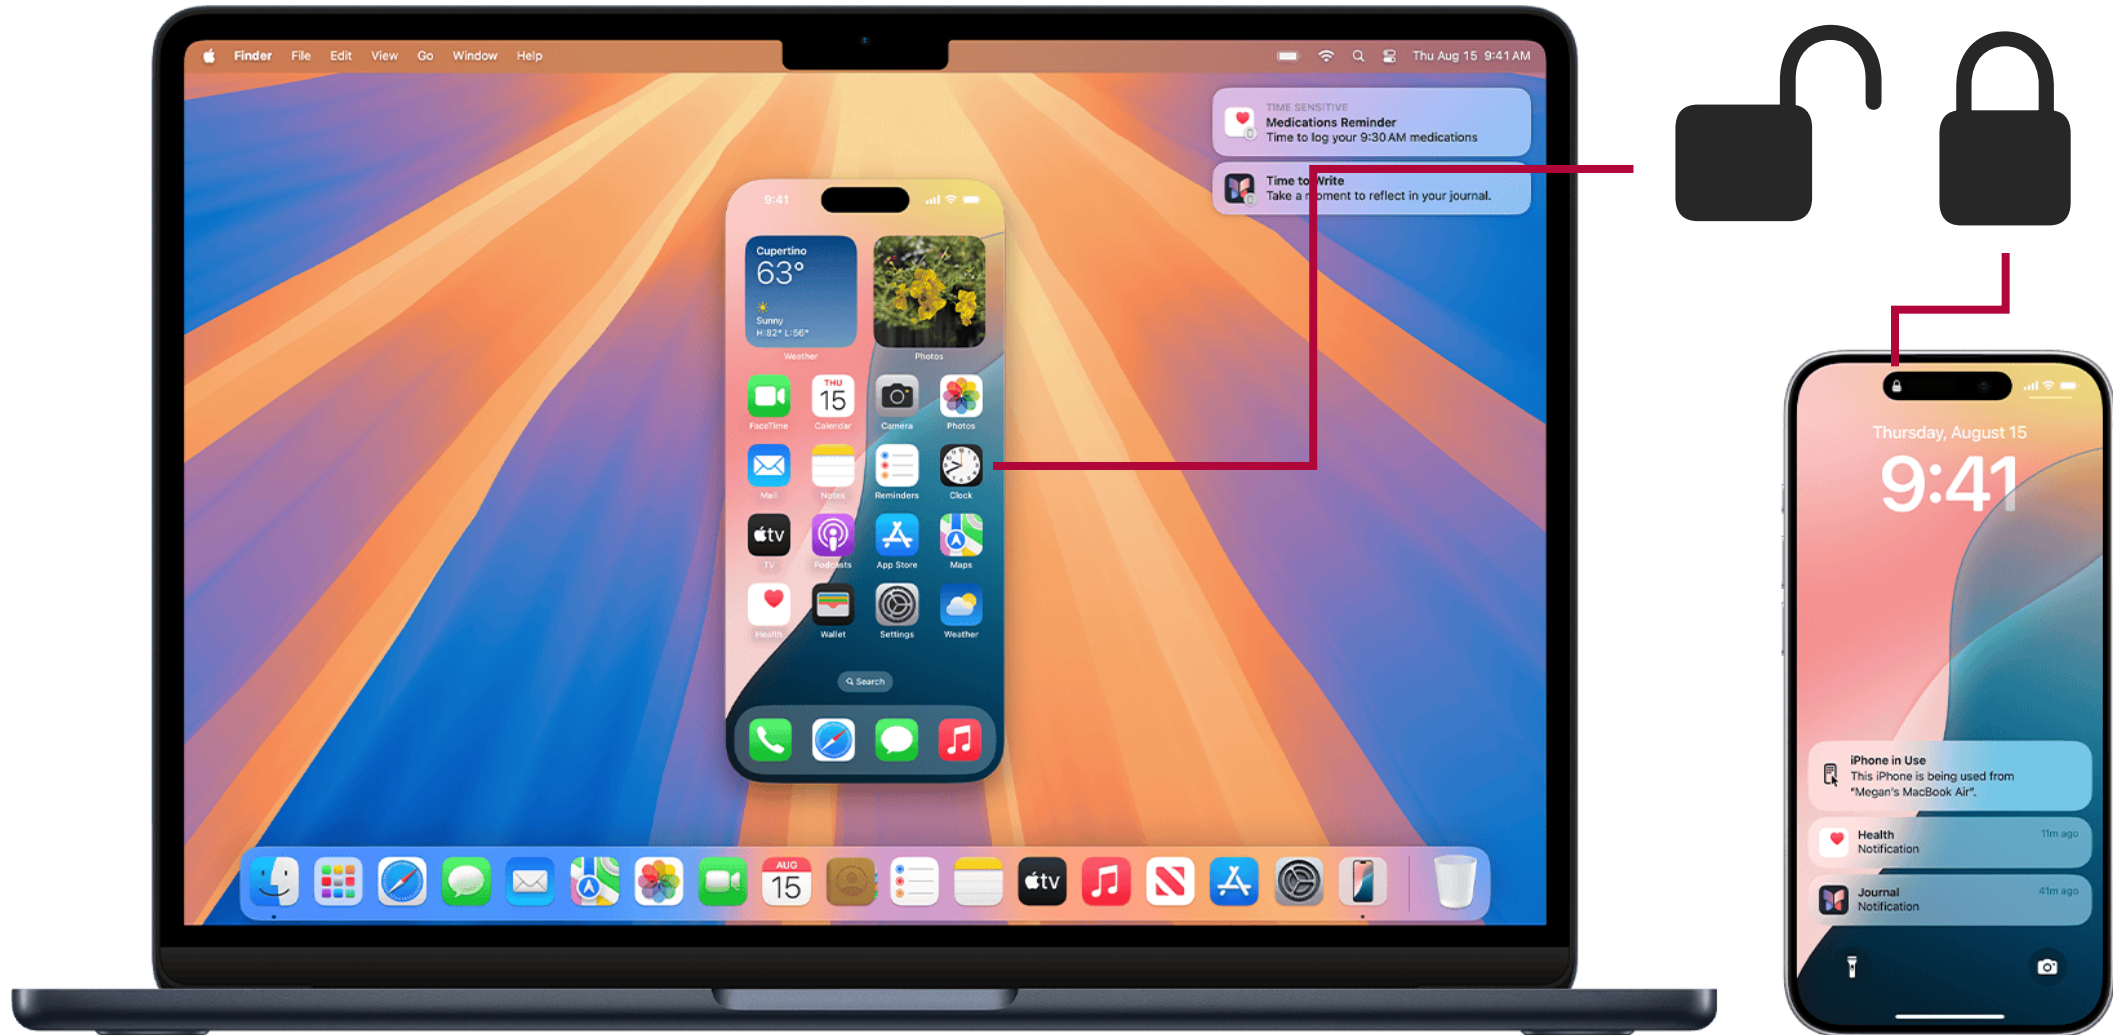 Finder File Edit View Go Window Help
Thu Aug 15 9:41 AM
TIME SENSITIVE
Medications Reminder
Time to log your 9:30 AM medications
Time to Write
Take a moment to reflect in your journal.
9:41
Cupertino
63°
Sunny
H:82° L:56°
Weather Photos
THU
15
FaceTime Calendar Camera Photos
Mail Notes Reminders Clock
tv
TV Podcasts App Store Maps
Health Wallet Settings Weather
Search
AUG
15
tv
Thursday, August 15
9:41
iPhone in Use
This iPhone is being used from
"Megan's MacBook Air".
Health 11m ago
Notification
Journal 41m ago
Notification